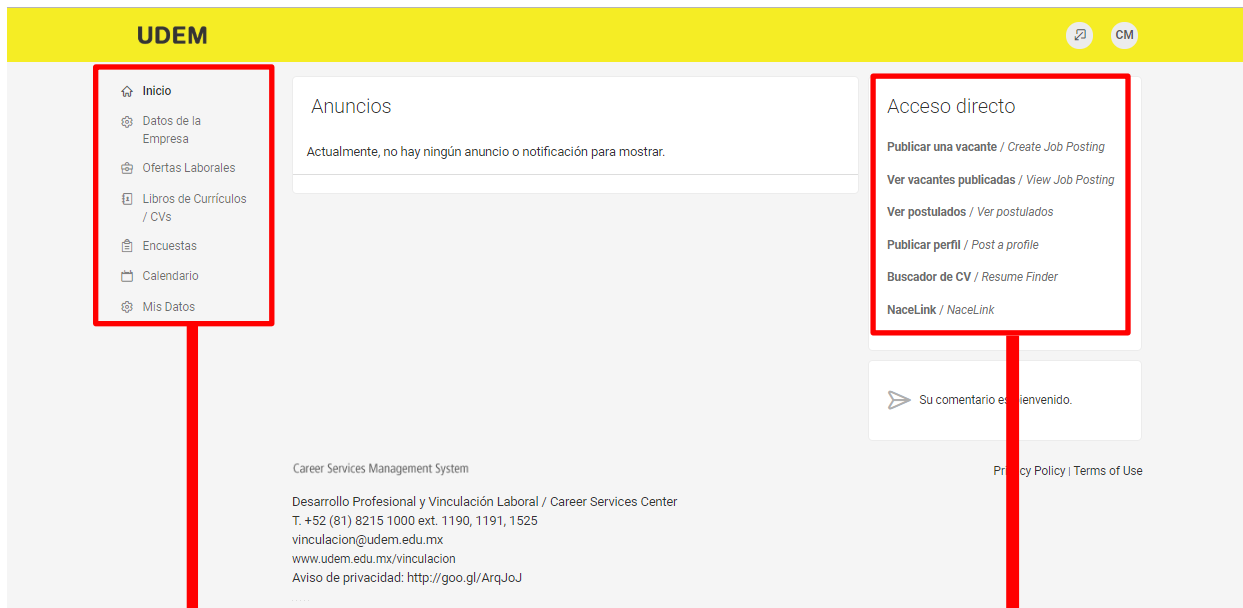 UDEM
CM
Inicio
Datos de la
Empresa
Ofertas Laborales
Libros de Currículos
/ CVs
Encuestas
Calendario
Mis Datos
Anuncios
Actualmente, no hay ningún anuncio o notificación para mostrar.
Acceso directo
Publicar una vacante / Create Job Posting
Ver vacantes publicadas / View Job Posting
Ver postulados / Ver postulados
Publicar perfil / Post a profile
Buscador de CV / Resume Finder
NaceLink / NaceLink
Su comentario es bienvenido.
Career Services Management System
Privacy Policy | Terms of Use
Desarrollo Profesional y Vinculación Laboral / Career Services Center
T. +52 (81) 8215 1000 ext. 1190, 1191, 1525
vinculacion@udem.edu.mx
www.udem.edu.mx/vinculacion
Aviso de privacidad: http://goo.gl/ArqJoJ
.....